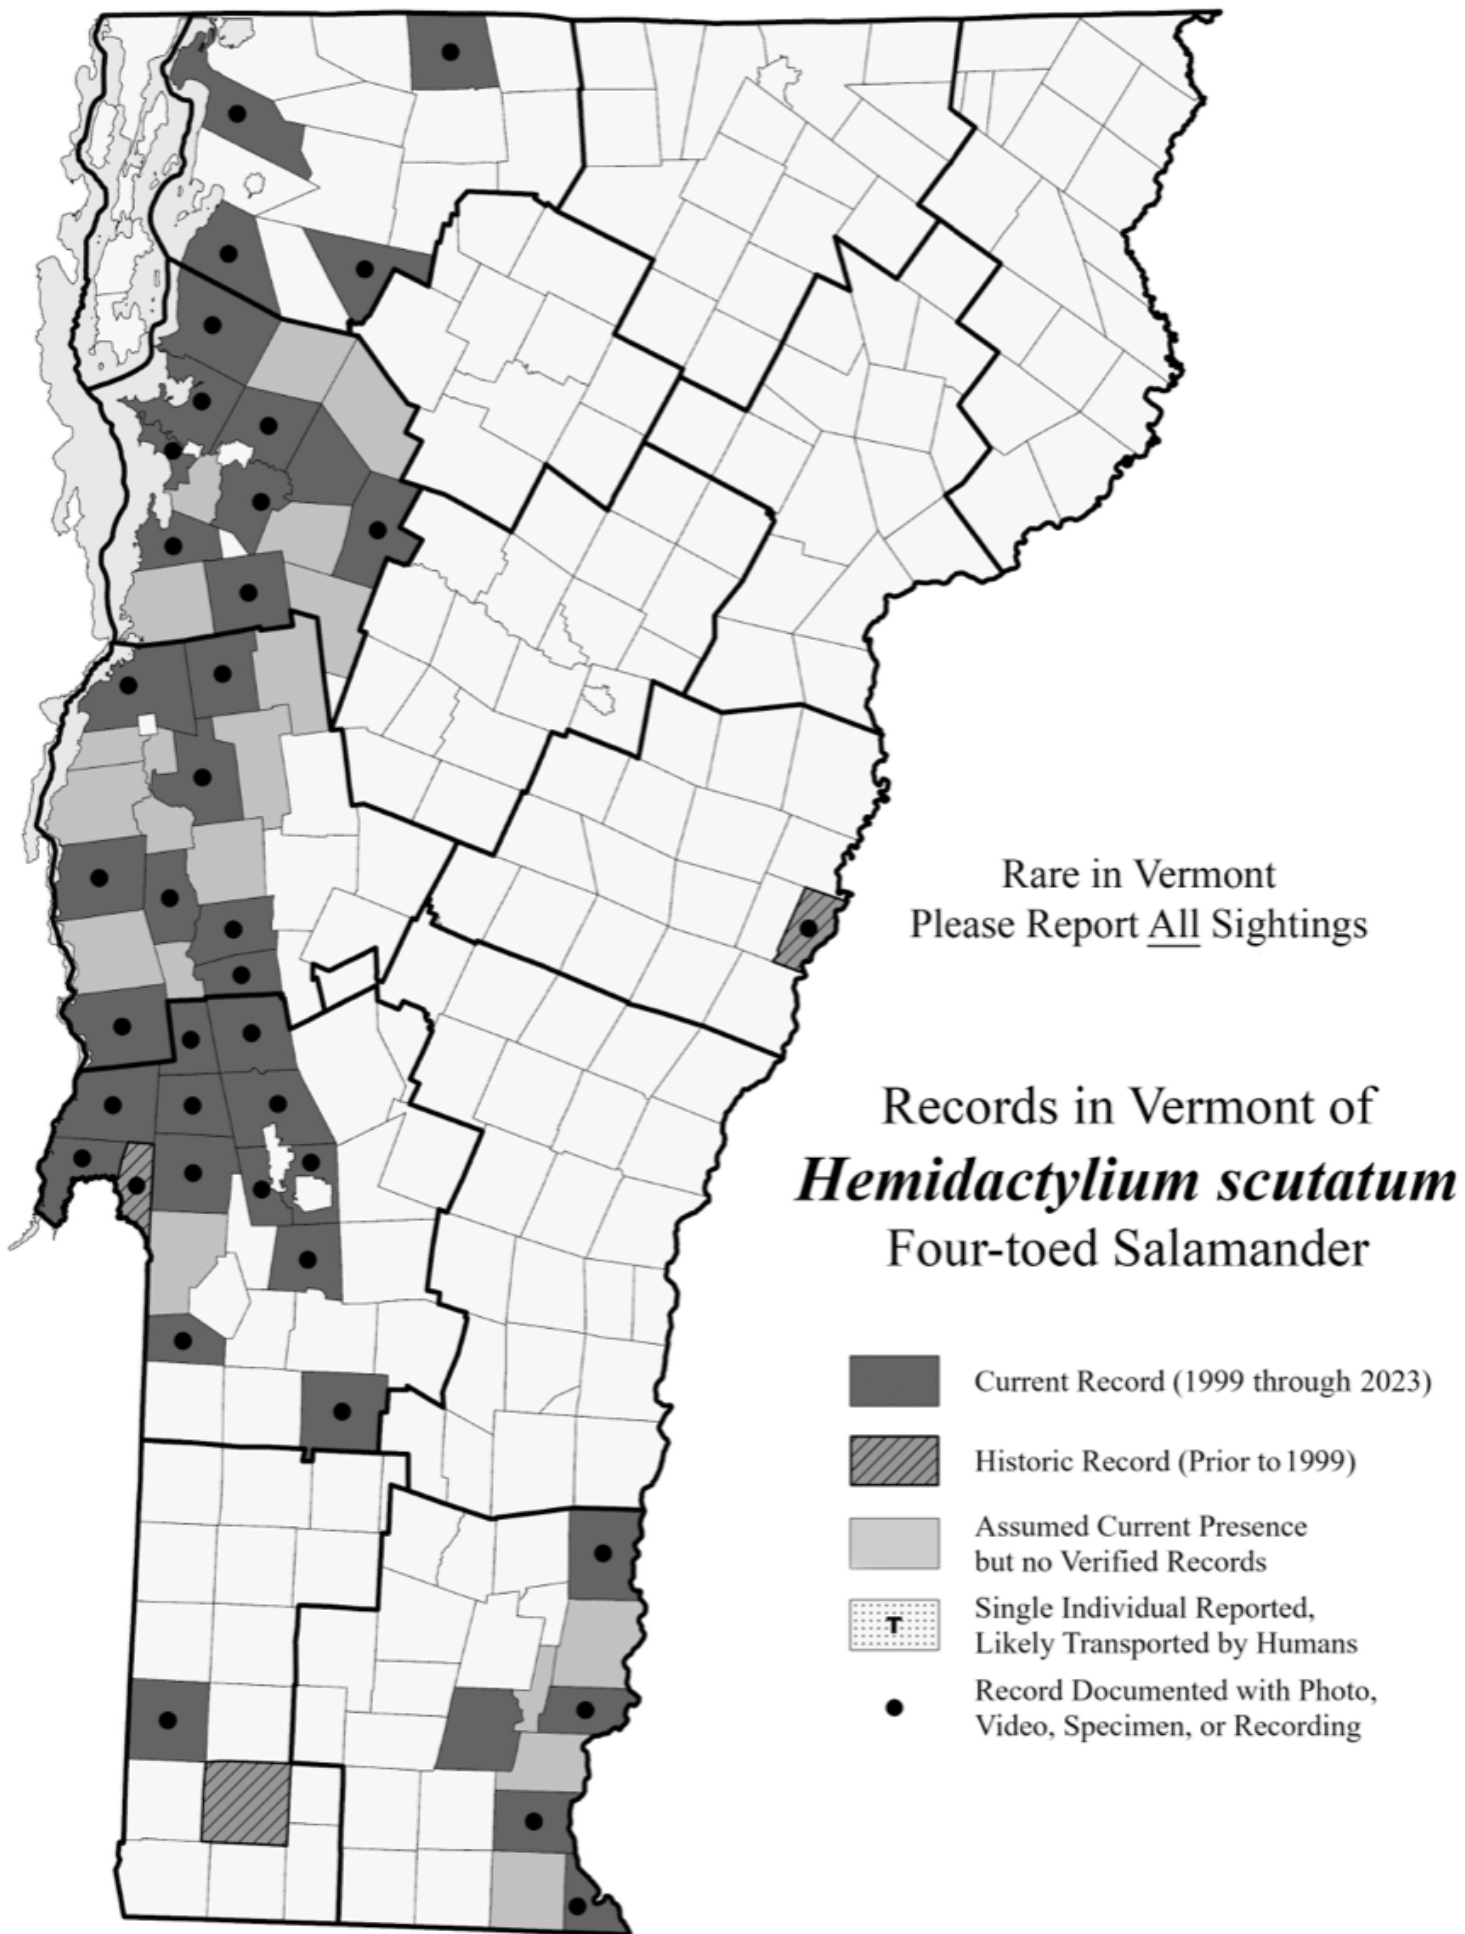 Rare in Vermont
Please Report All Sightings
Records in Vermont of
Hemidactylium scutatum
Four-toed Salamander
Current Record (1999 through 2023)
Historic Record (Prior to 1999)
Assumed Current Presence
but no Verified Records
T
Single Individual Reported,
Likely Transported by Humans
Record Documented with Photo,
Video, Specimen, or Recording